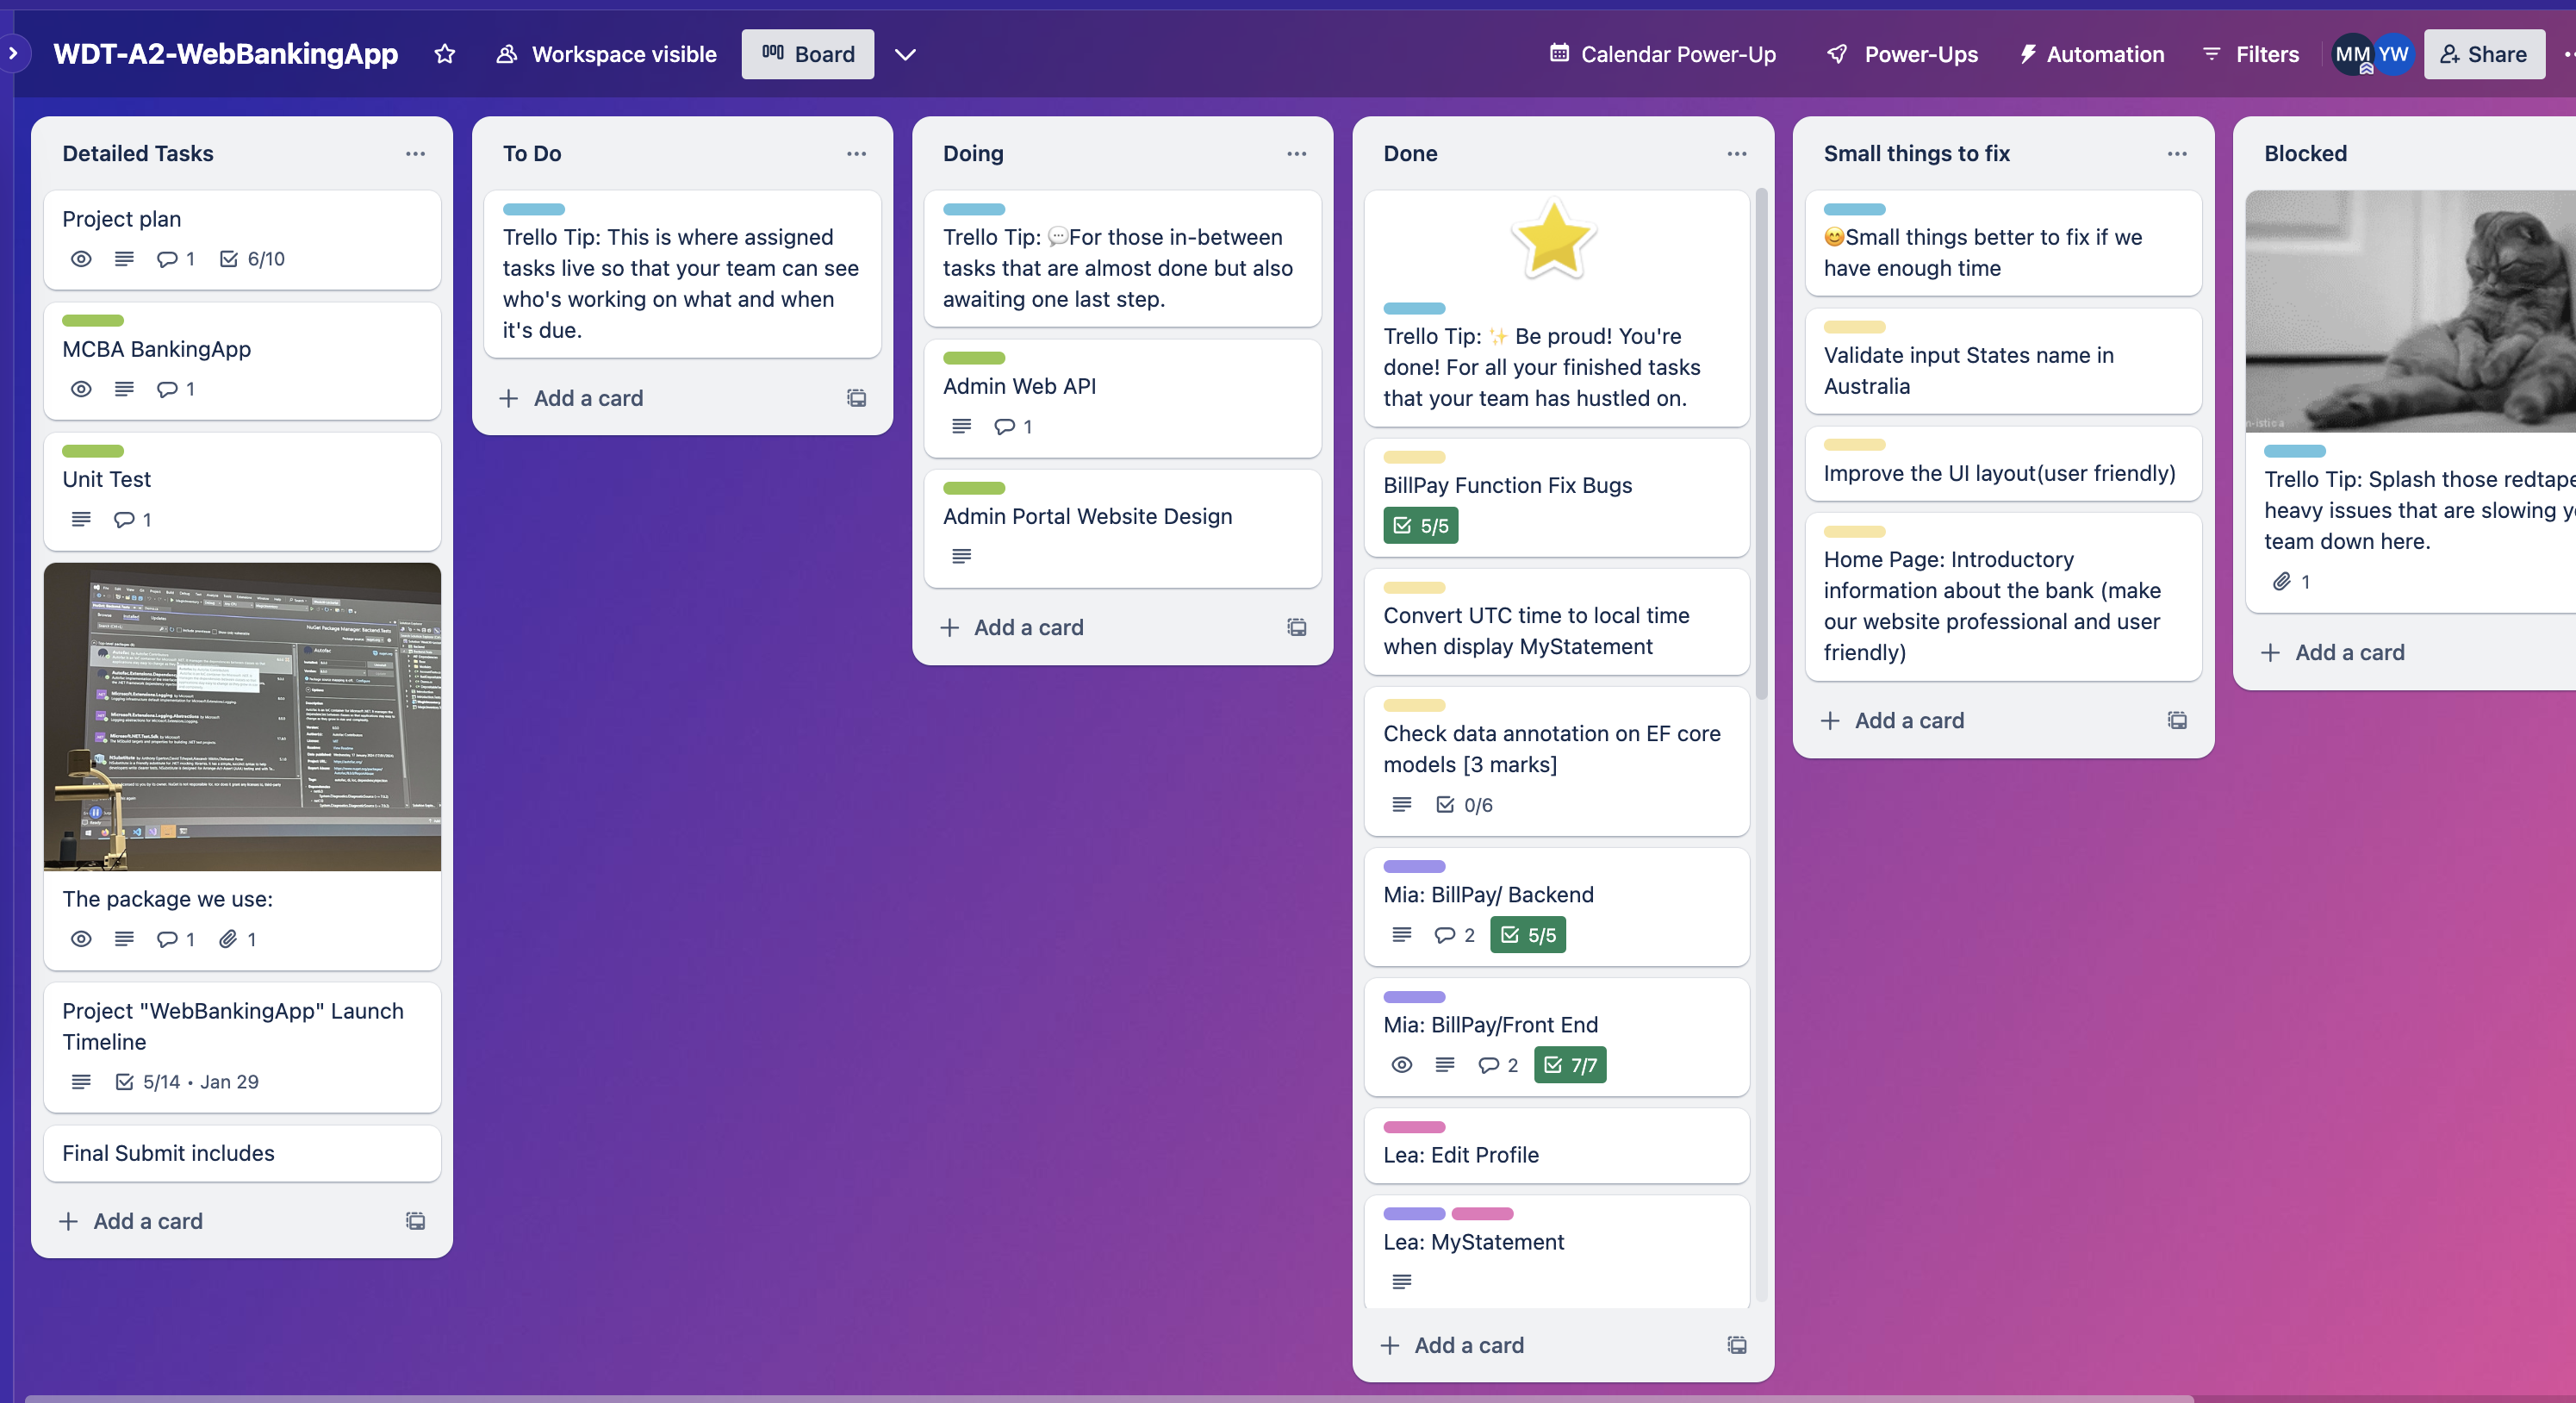 WDT-A2-WebBankingApp
Workspace visible
Board
Calendar Power-Up
Power-Ups
Automation
Filters
MM
YW
Share
Detailed Tasks
Project plan
1
6/10
MCBA BankingApp
1
Unit Test
1
The package we use:
1
1
Project "WebBankingApp" Launch
Timeline
5/14 • Jan 29
Final Submit includes
Add a card
To Do
Trello Tip: This is where assigned
tasks live so that your team can see
who's working on what and when
it's due.
Add a card
Doing
Trello Tip: 💬For those in-between
tasks that are almost done but also
awaiting one last step.
Admin Web API
1
Admin Portal Website Design
Add a card
Done
Trello Tip: ✨ Be proud! You're
done! For all your finished tasks
that your team has hustled on.
BillPay Function Fix Bugs
5/5
Convert UTC time to local time
when display MyStatement
Check data annotation on EF core
models [3 marks]
0/6
Mia: BillPay/ Backend
2
5/5
Mia: BillPay/Front End
2
7/7
Lea: Edit Profile
Lea: MyStatement
Add a card
Small things to fix
😊Small things better to fix if we
have enough time
Validate input States name in
Australia
Improve the UI layout(user friendly)
Home Page: Introductory
information about the bank (make
our website professional and user
friendly)
Add a card
Blocked
Trello Tip: Splash those redtape
heavy issues that are slowing
team down here.
1
Add a card